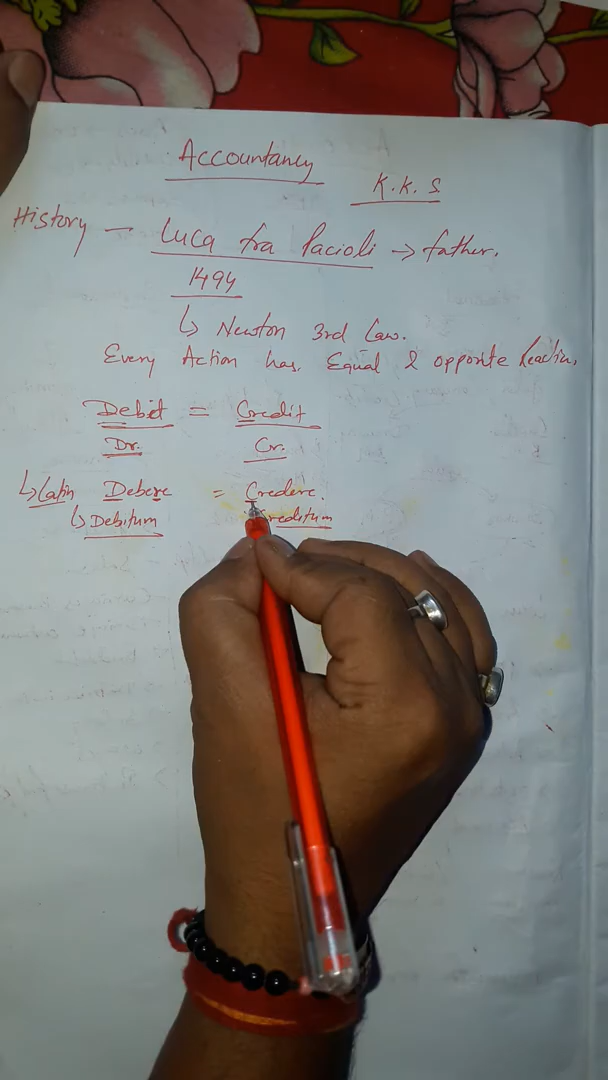 Accountancy
K.K.S
History - Luca fra Pacioli → father.
1494
↳ Newton 3rd Law.
Every Action has. Equal & opposite Reaction.
Debit = Credit
Dr. Cr.
↳ Latin Debere = Credere.
↳ Debitum reditum